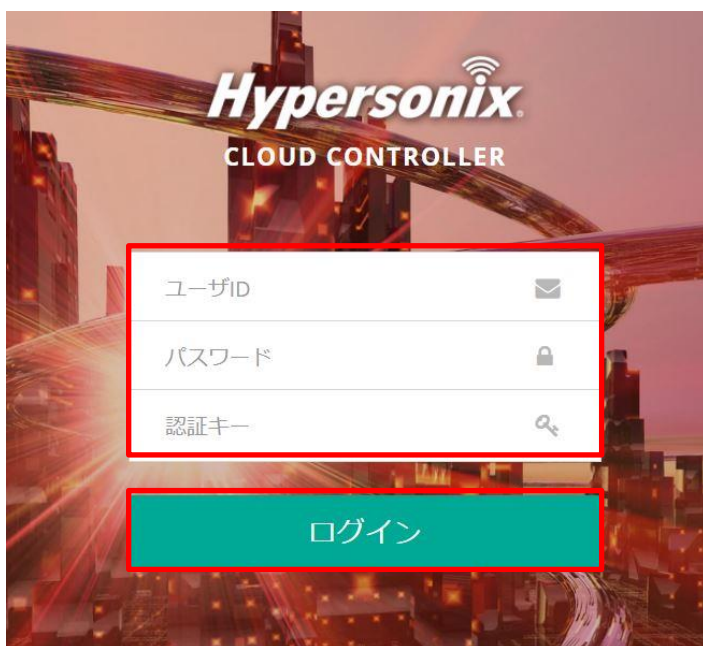 Hypersonix.
CLOUD CONTROLLER
ユーザID
パスワード
認証キー
ログイン